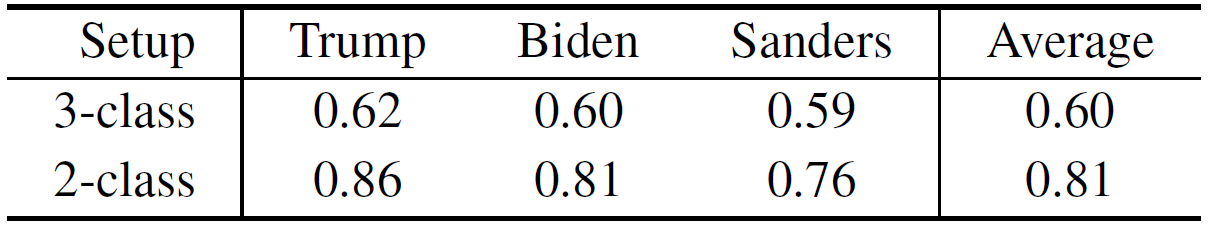 Setup Trump Biden Sanders Average
3-class 0.62 0.60 0.59 0.60
2-class 0.86 0.81 0.76 0.81